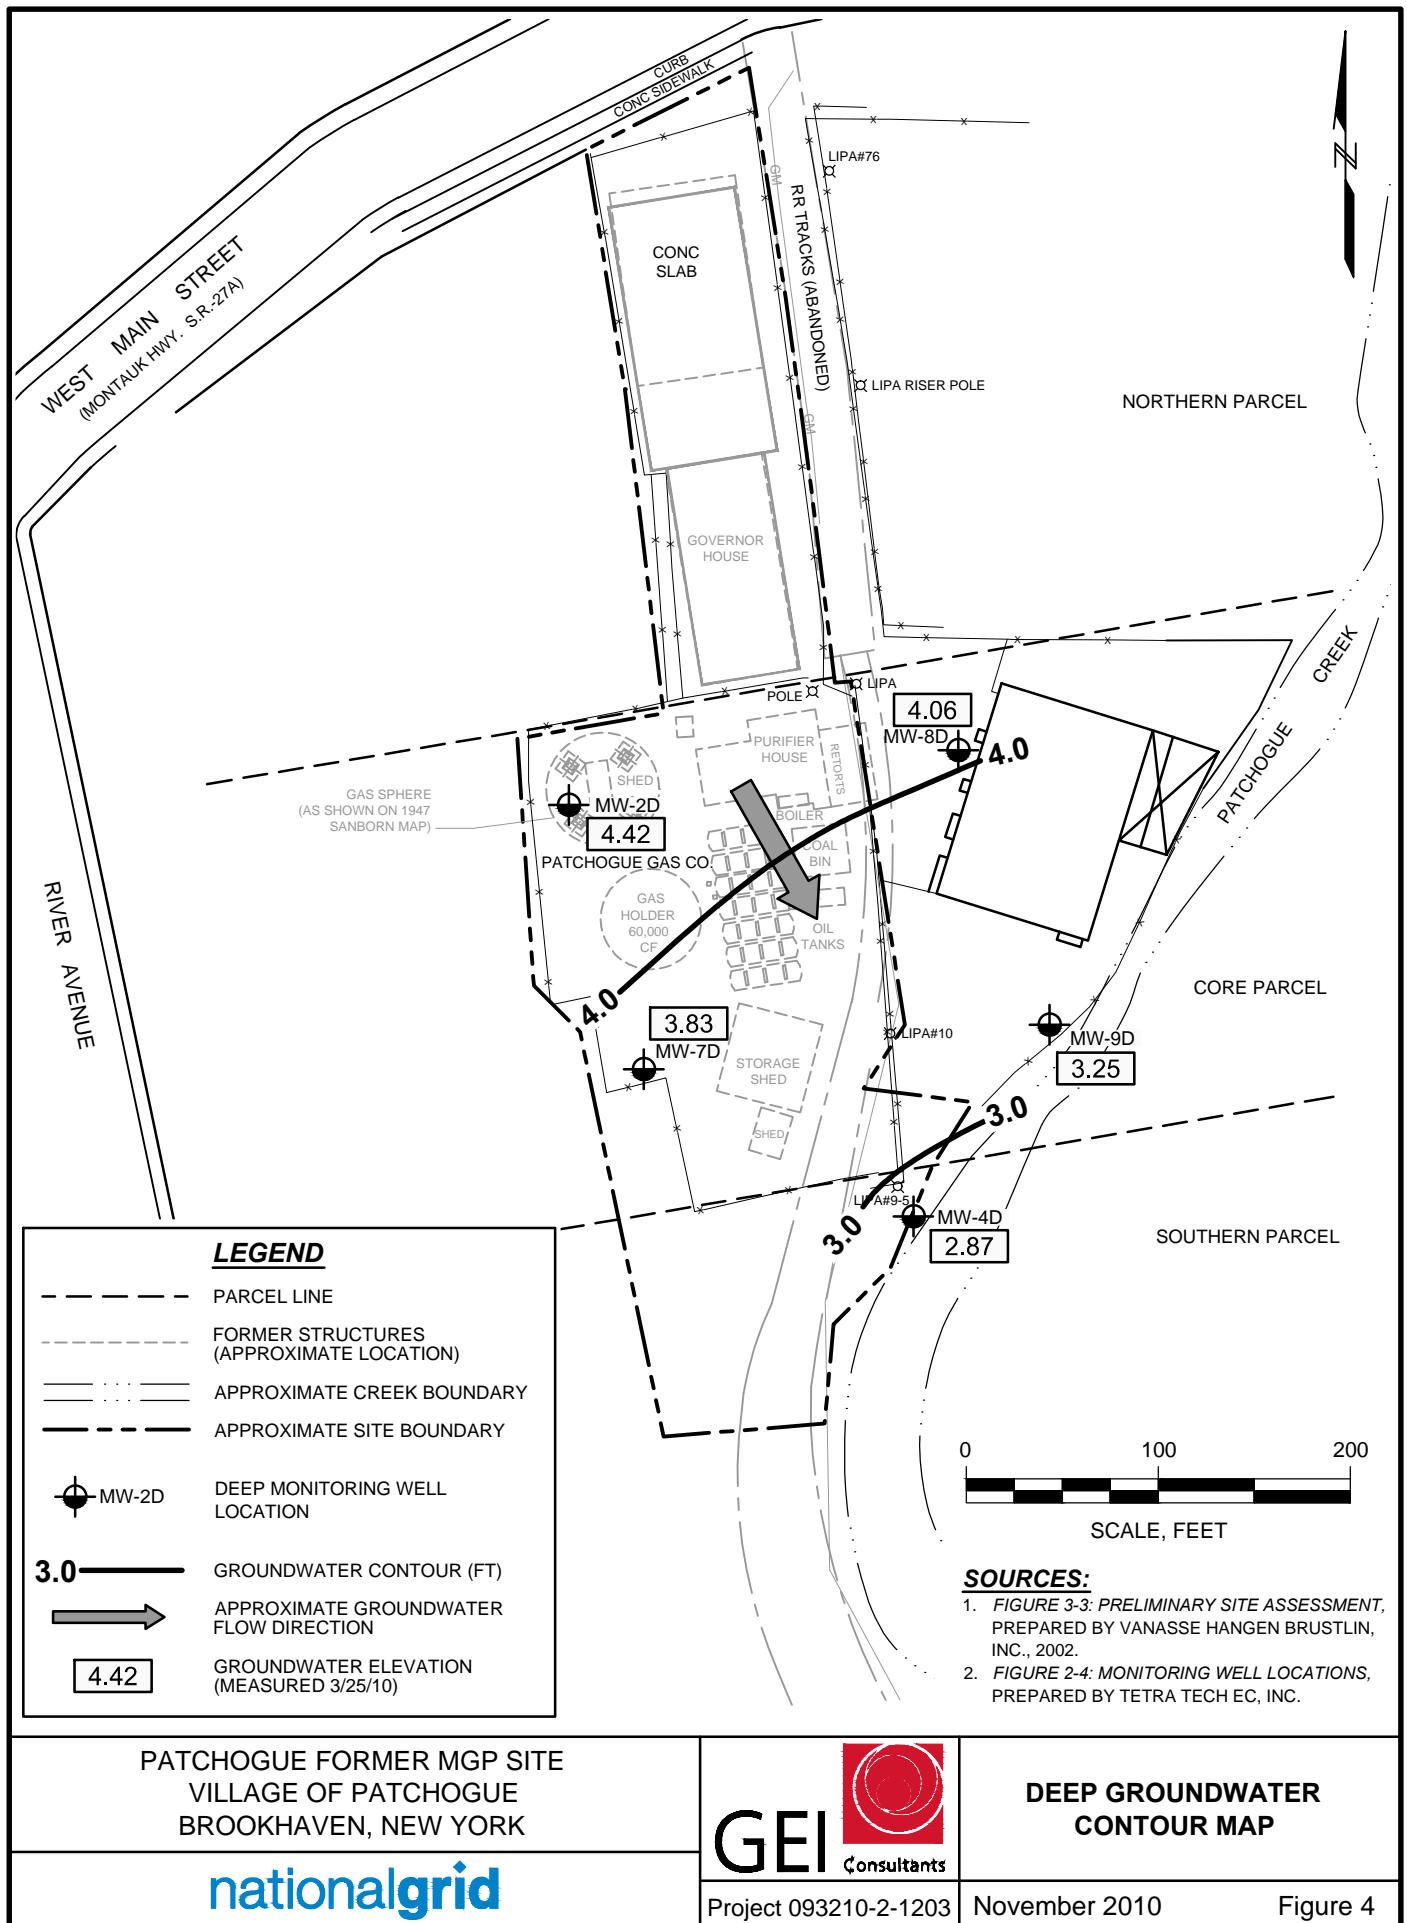 CURB
CONC SIDEWALK
LIPA#76
GM
RR TRACKS (ABANDONED)
CONC
SLAB
WEST MAIN STREET
(MONTAUK HWY. S.R.-27A)
LIPA RISER POLE
NORTHERN PARCEL
GM
GOVERNOR
HOUSE
PATCHOGUE CREEK
POLE
LIPA
4.06
MW-8D
4.0
PURIFIER
HOUSE
RETORTS
SHED
GAS SPHERE
(AS SHOWN ON 1947
SANBORN MAP)
MW-2D
4.42
PATCHOGUE GAS CO.
BOILER
COAL
BIN
GAS
HOLDER
60,000
CF
OIL
TANKS
RIVER AVENUE
4.0
3.83
MW-7D
LIPA#10
CORE PARCEL
MW-9D
3.25
STORAGE
SHED
SHED
3.0
LIPA#9-5
3.0
MW-4D
2.87
SOUTHERN PARCEL
LEGEND
PARCEL LINE
FORMER STRUCTURES
(APPROXIMATE LOCATION)
APPROXIMATE CREEK BOUNDARY
APPROXIMATE SITE BOUNDARY
MW-2D
DEEP MONITORING WELL
LOCATION
3.0
GROUNDWATER CONTOUR (FT)
APPROXIMATE GROUNDWATER
FLOW DIRECTION
4.42
GROUNDWATER ELEVATION
(MEASURED 3/25/10)
N
0 100 200
SCALE, FEET
SOURCES:
1. FIGURE 3-3: PRELIMINARY SITE ASSESSMENT,
PREPARED BY VANASSE HANGEN BRUSTLIN,
INC., 2002.
2. FIGURE 2-4: MONITORING WELL LOCATIONS,
PREPARED BY TETRA TECH EC, INC.
PATCHOGUE FORMER MGP SITE
VILLAGE OF PATCHOGUE
BROOKHAVEN, NEW YORK
nationalgrid
GEI
Consultants
Project 093210-2-1203
DEEP GROUNDWATER
CONTOUR MAP
November 2010
Figure 4